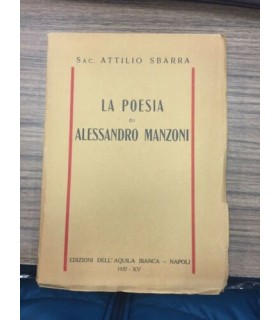 SAC. ATTILIO SBARRA
LA POESIA
DI
ALESSANDRO MANZONI
EDIZIONI DELL'AQUILA BIANCA - NAPOLI
1937 - XV